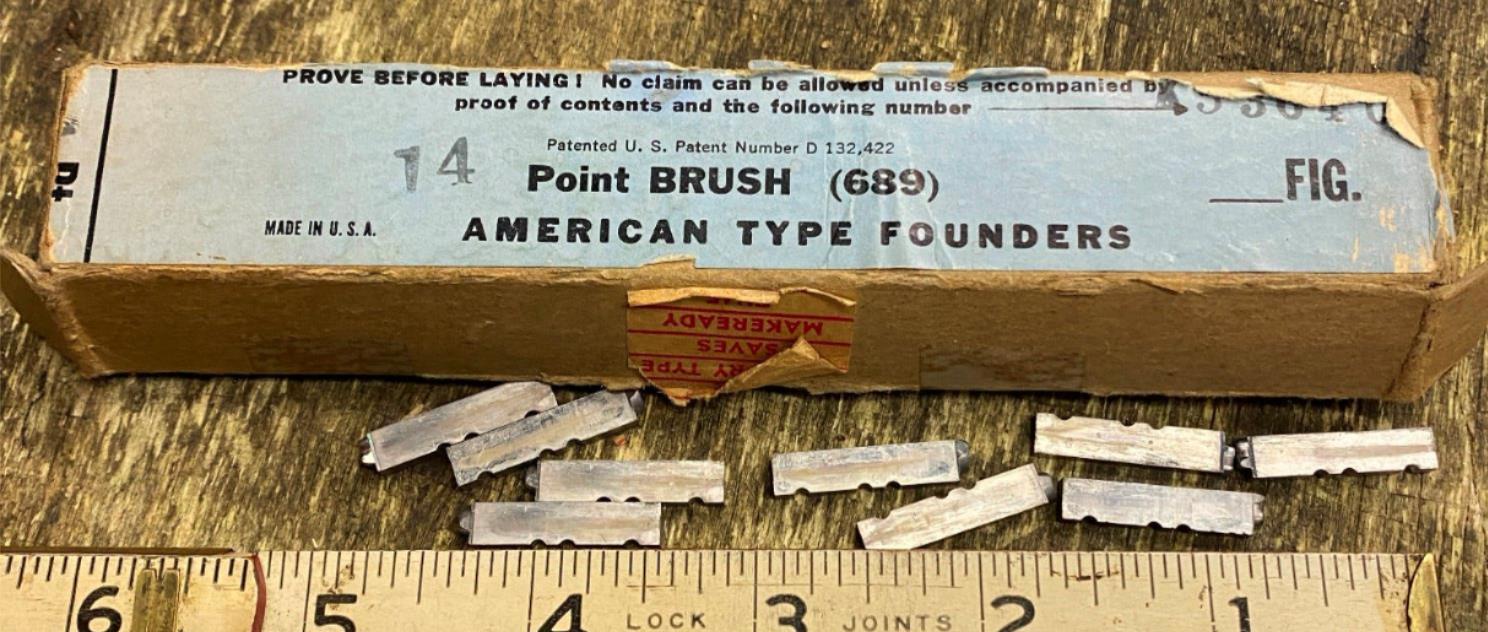 PROVE BEFORE LAYING! No claim can be allowed unless accompanied by
proof of contents and the following number
Patented U. S. Patent Number D 132,422
14 Point BRUSH (689) ___FIG.
MADE IN U. S. A. AMERICAN TYPE FOUNDERS
MAKEREADY
SAVES
TYPE
6 5 4 LOCK 3 JOINTS 2 1